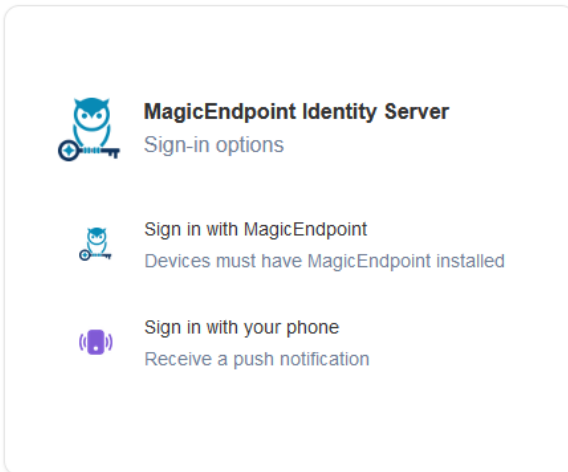 MagicEndpoint Identity Server
Sign-in options
Sign in with MagicEndpoint
Devices must have MagicEndpoint installed
Sign in with your phone
Receive a push notification